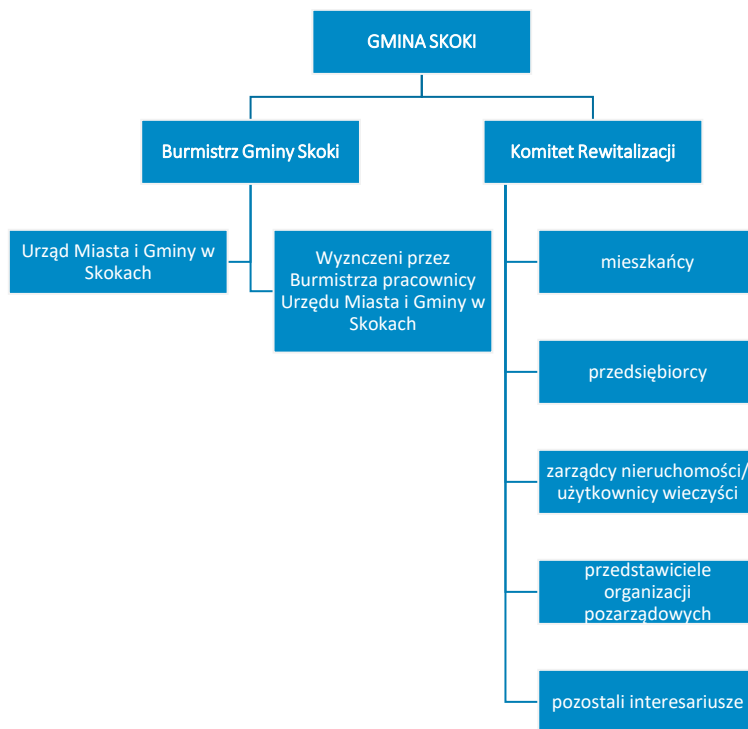 GMINA SKOKI
Burmistrz Gminy Skoki
Komitet Rewitalizacji
Urząd Miasta i Gminy w
Skokach
Wyznczeni przez
Burmistrza pracownicy
Urzędu Miasta i Gminy w
Skokach
mieszkańcy
przedsiębiorcy
zarządcy nieruchomości/
użytkownicy wieczyści
przedstawiciele
organizacji
pozarządowych
pozostali interesariusze